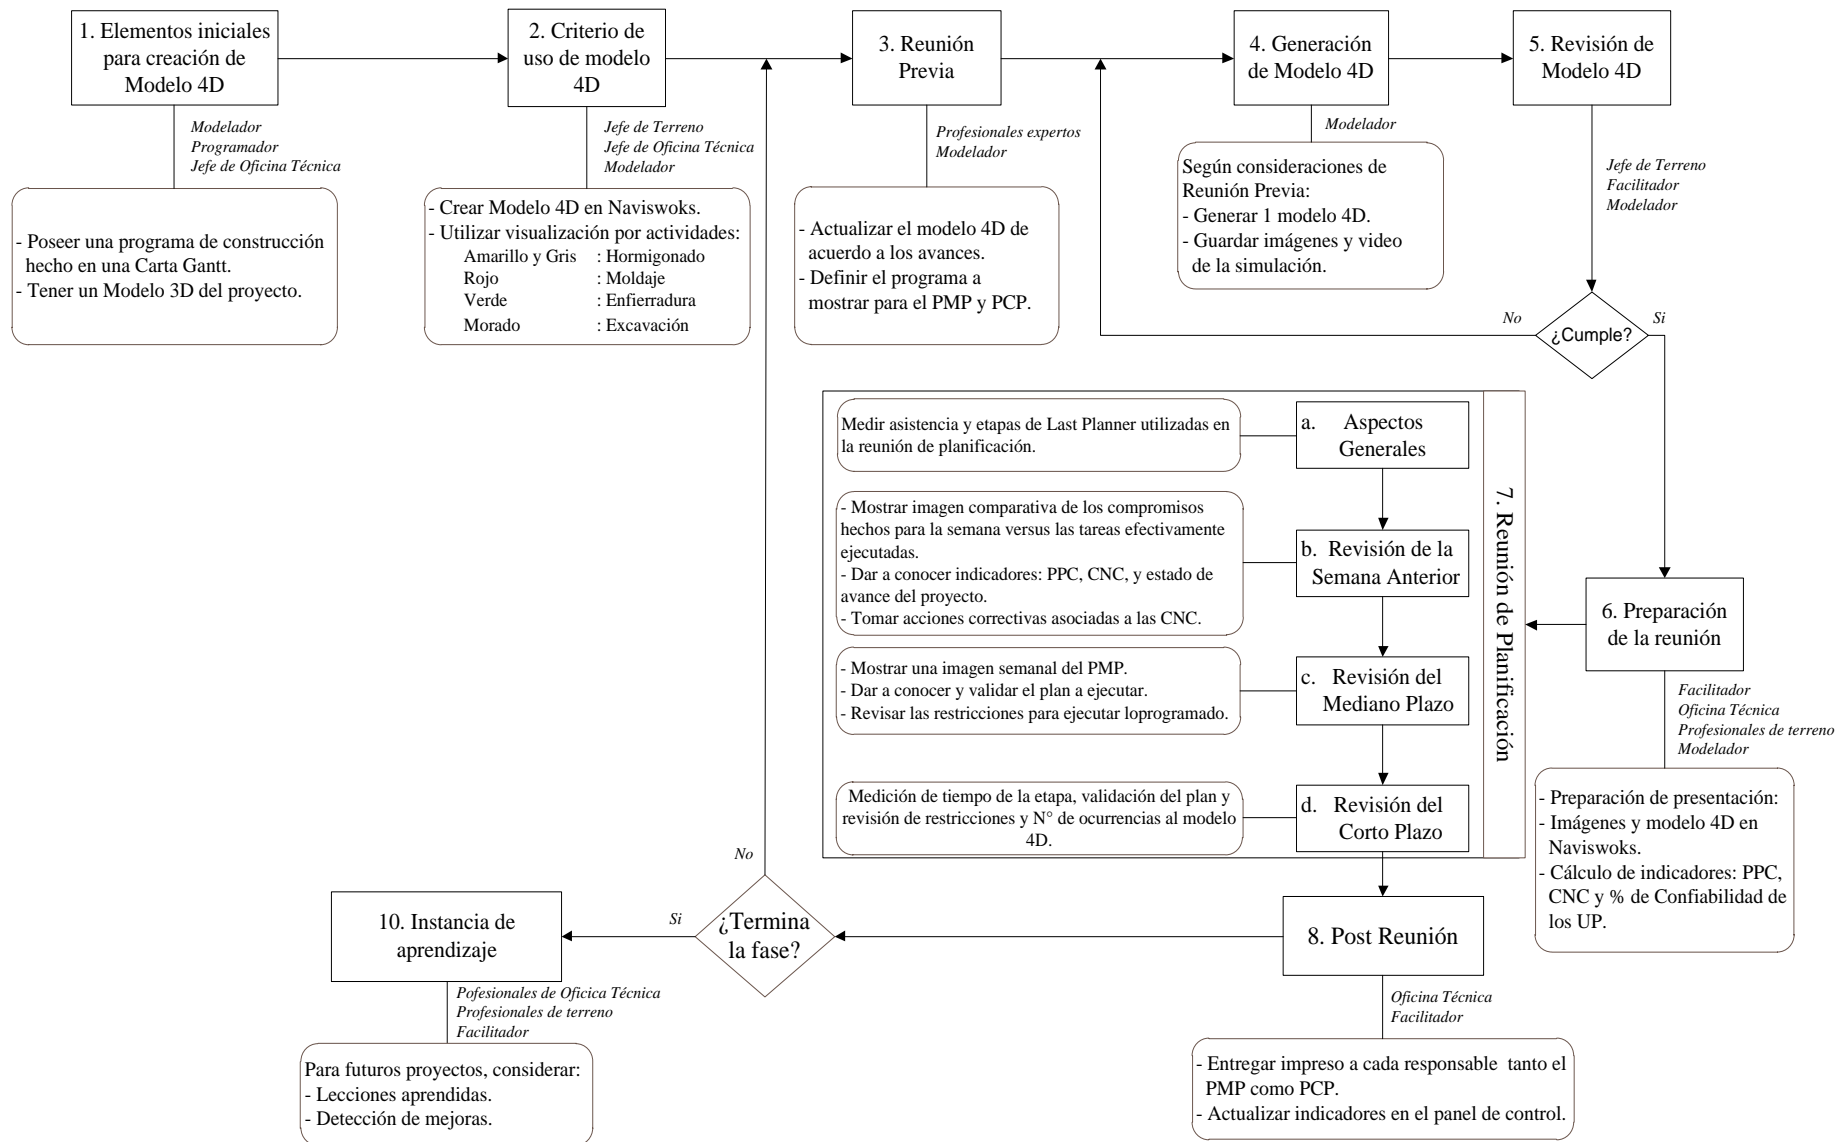 1. Elementos iniciales
para creación de
Modelo 4D
Modelador
Programador
Jefe de Oficina Técnica
- Poseer una programa de construcción
hecho en una Carta Gantt.
- Tener un Modelo 3D del proyecto.
2. Criterio de
uso de modelo
4D
Jefe de Terreno
Jefe de Oficina Técnica
Modelador
- Crear Modelo 4D en Naviswoks.
- Utilizar visualización por actividades:
Amarillo y Gris : Hormigonado
Rojo : Moldaje
Verde : Enfierradura
Morado : Excavación
3. Reunión
Previa
Profesionales expertos
Modelador
- Actualizar el modelo 4D de
acuerdo a los avances.
- Definir el programa a
mostrar para el PMP y PCP.
4. Generación
de Modelo 4D
Modelador
Según consideraciones de
Reunión Previa:
- Generar 1 modelo 4D.
- Guardar imágenes y video
de la simulación.
5. Revisión de
Modelo 4D
Jefe de Terreno
Facilitador
Modelador
No
¿Cumple?
Si
6. Preparación
de la reunión
Facilitador
Oficina Técnica
Profesionales de terreno
Modelador
- Preparación de presentación:
- Imágenes y modelo 4D en
Naviswoks.
- Cálculo de indicadores: PPC,
CNC y % de Confiabilidad de
los UP.
7. Reunión de Planificación
a. Aspectos
Generales
Medir asistencia y etapas de Last Planner utilizadas en
la reunión de planificación.
b. Revisión de la
Semana Anterior
- Mostrar imagen comparativa de los compromisos
hechos para la semana versus las tareas efectivamente
ejecutadas.
- Dar a conocer indicadores: PPC, CNC, y estado de
avance del proyecto.
- Tomar acciones correctivas asociadas a las CNC.
c. Revisión del
Mediano Plazo
- Mostrar una imagen semanal del PMP.
- Dar a conocer y validar el plan a ejecutar.
- Revisar las restricciones para ejecutar loprogramado.
d. Revisión del
Corto Plazo
Medición de tiempo de la etapa, validación del plan y
revisión de restricciones y N° de ocurrencias al modelo
4D.
8. Post Reunión
Oficina Técnica
Facilitador
- Entregar impreso a cada responsable tanto el
PMP como PCP.
- Actualizar indicadores en el panel de control.
No
¿Termina
la fase?
Si
10. Instancia de
aprendizaje
Pofesionales de Oficica Técnica
Profesionales de terreno
Facilitador
Para futuros proyectos, considerar:
- Lecciones aprendidas.
- Detección de mejoras.